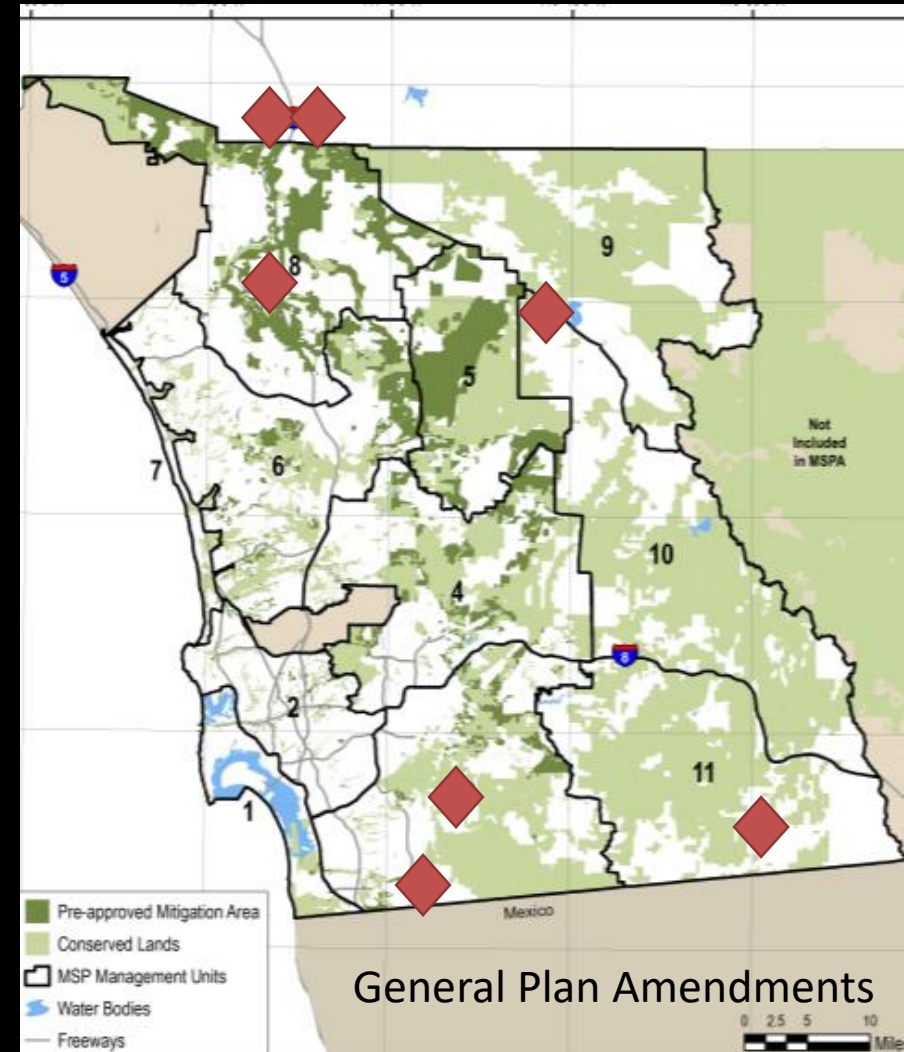 9
8
5
5
Not
Included
in MSPA
7
6
10
4
8
2
11
1
Pre-approved Mitigation Area
Conserved Lands
MSP Management Units
Water Bodies
Freeways
Mexico
General Plan Amendments
0 2.5 5 10
Miles